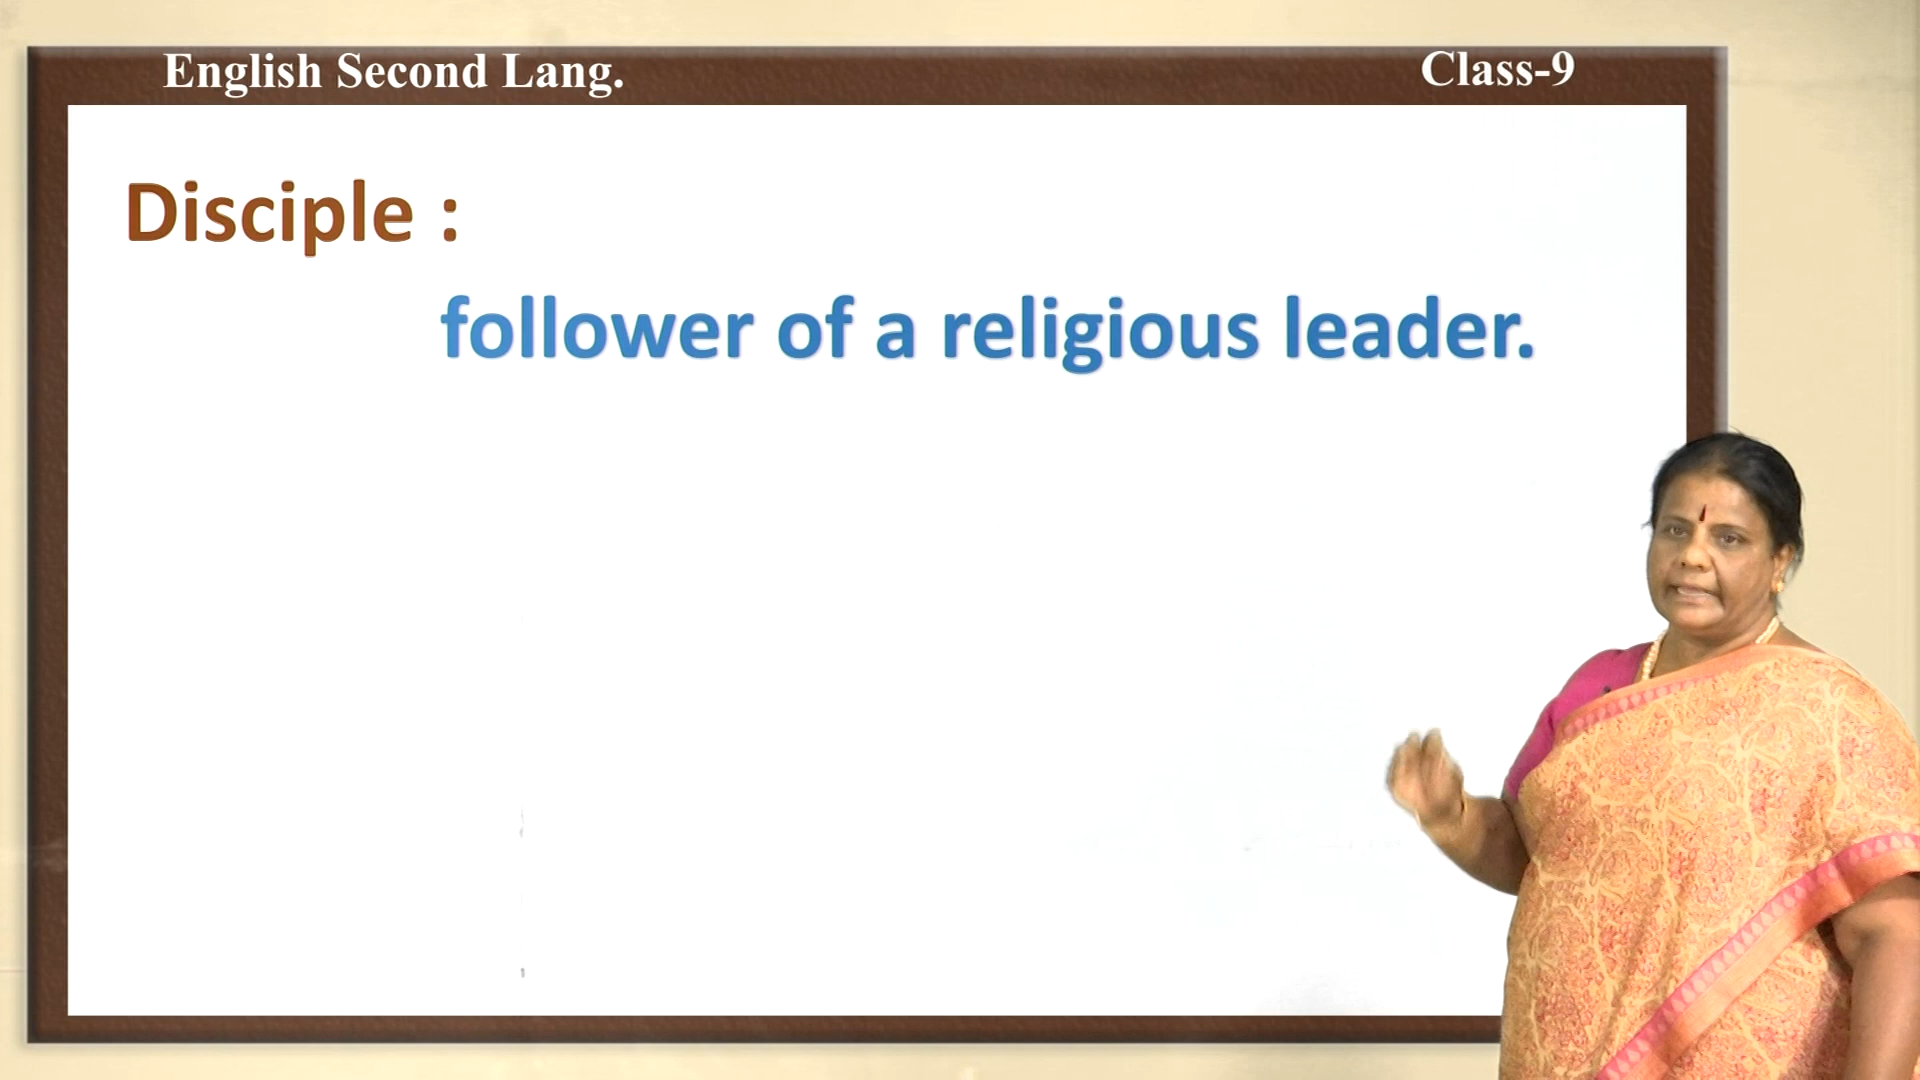 English Second Lang.
Class-9
Disciple :
follower of a religious leader.